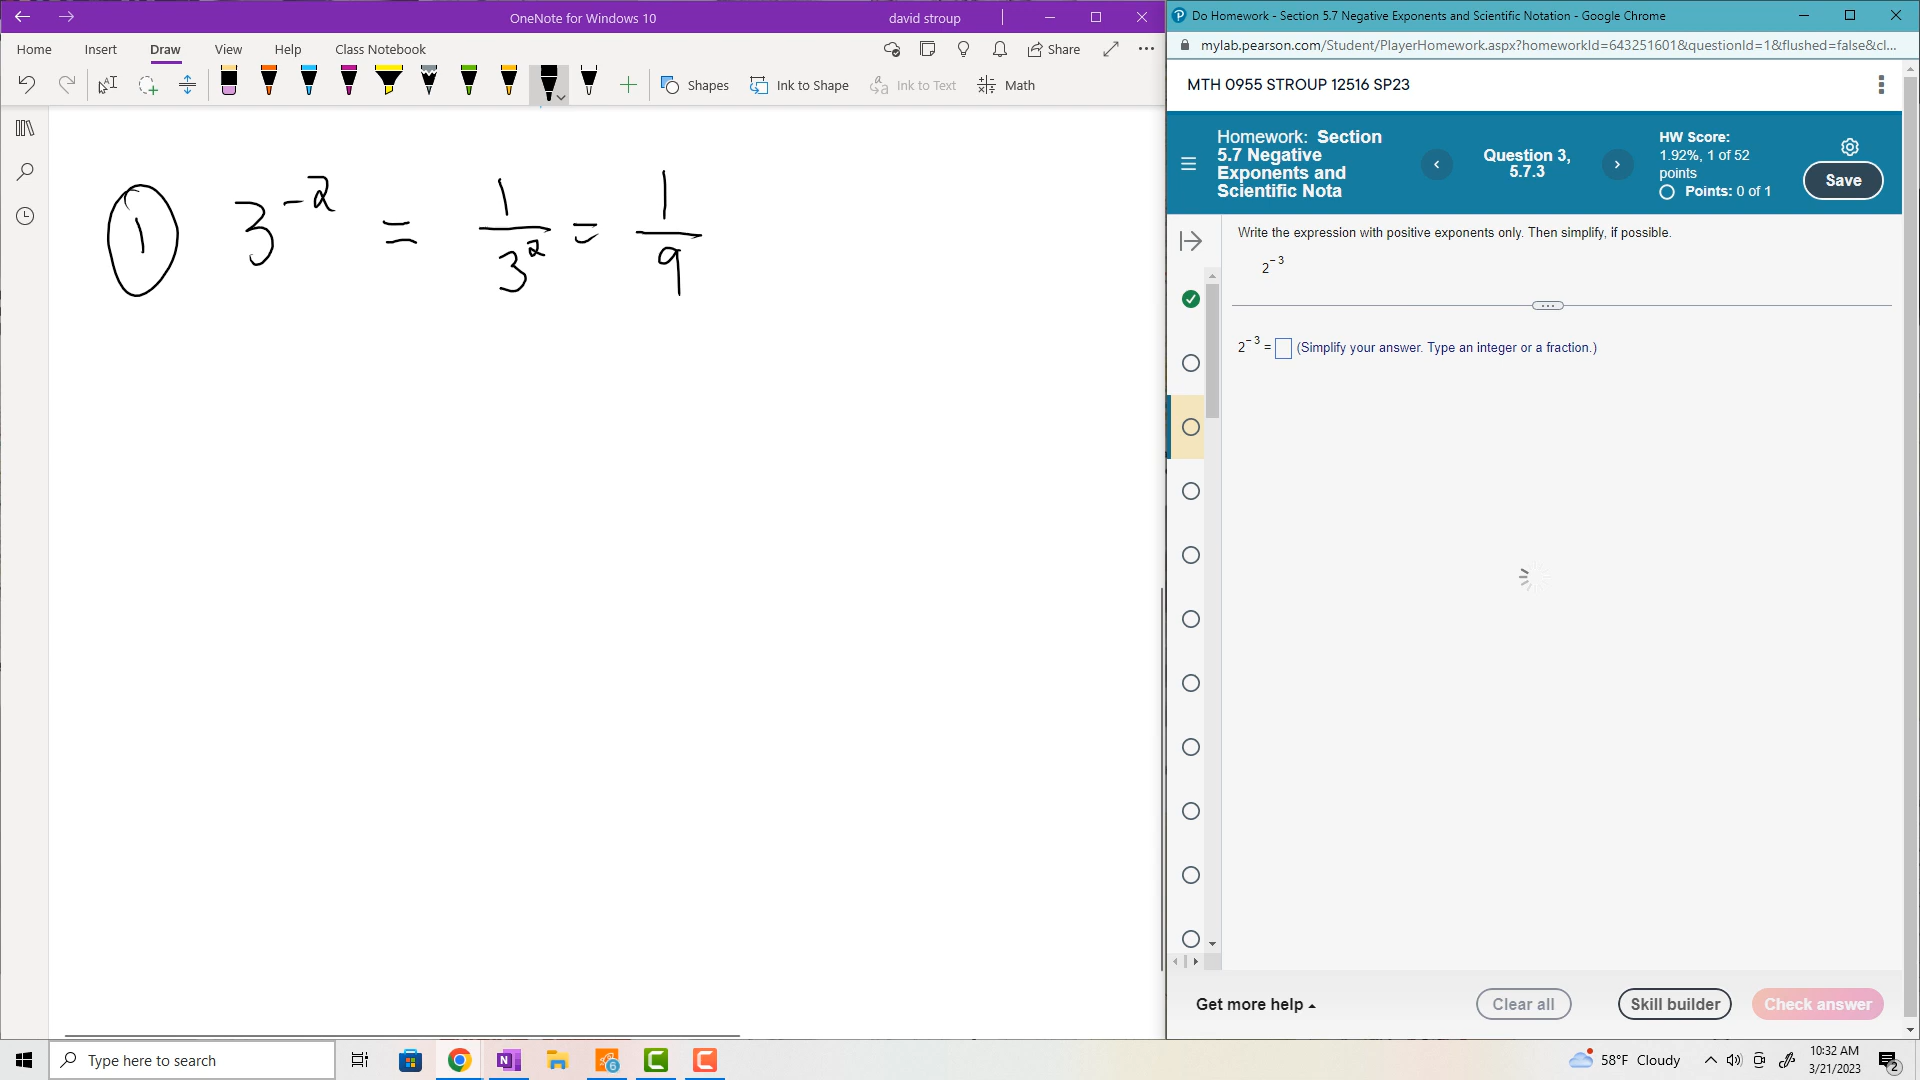 OneNote for Windows 10
david stroup
Do Homework - Section 5.7 Negative Exponents and Scientific Notation - Google Chrome
Home Insert Draw View Help Class Notebook
Share
mylab.pearson.com/Student/PlayerHomework.aspx?homeworkId=643251601&questionId=1&flushed=false&cl...
Shapes Ink to Shape Ink to Text Math
MTH 0955 STROUP 12516 SP23
Homework: Section 5.7 Negative Exponents and Scientific Nota
Question 3, 5.7.3
HW Score: 1.92%, 1 of 52 points
Points: 0 of 1
Save
① 3⁻² = 1/3² = 1/9
Write the expression with positive exponents only. Then simplify, if possible.
2⁻³
2⁻³ = (Simplify your answer. Type an integer or a fraction.)
Get more help
Clear all
Skill builder
Check answer
Type here to search
6
58°F Cloudy
10:32 AM
3/21/2023
2